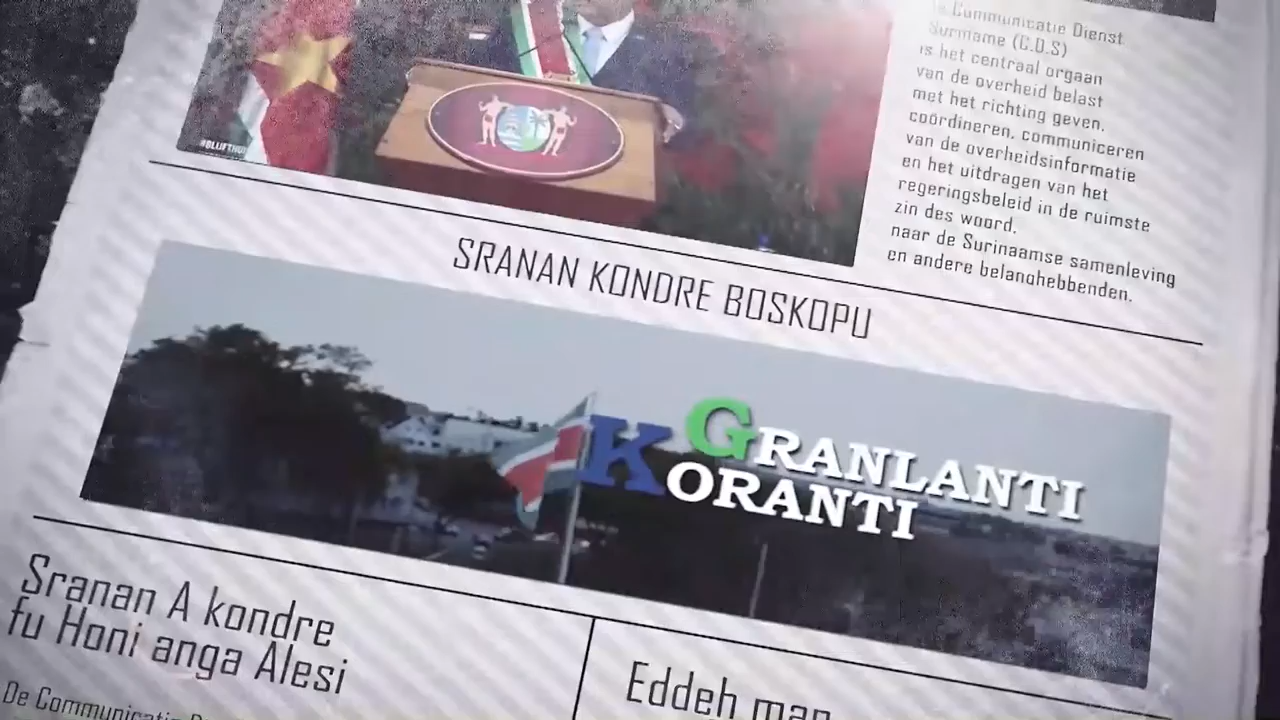 #BLUFTHU
Communicatie Dienst
Suriname (C.D.S)
is het centraal orgaan
van de overheid belast
met het richting geven,
coördineren, communiceren
van de overheidsinformatie
en het uitdragen van het
regeringsbeleid in de ruimste
zin des woord.
naar de Surinaamse samenleving
en andere belanghebbenden.
SRANAN KONDRE BOSKOPU
GRANLANTI
KORANTI
Sranan A kondre
fu Honi anga Alesi
De Communicatie
Eddeh man